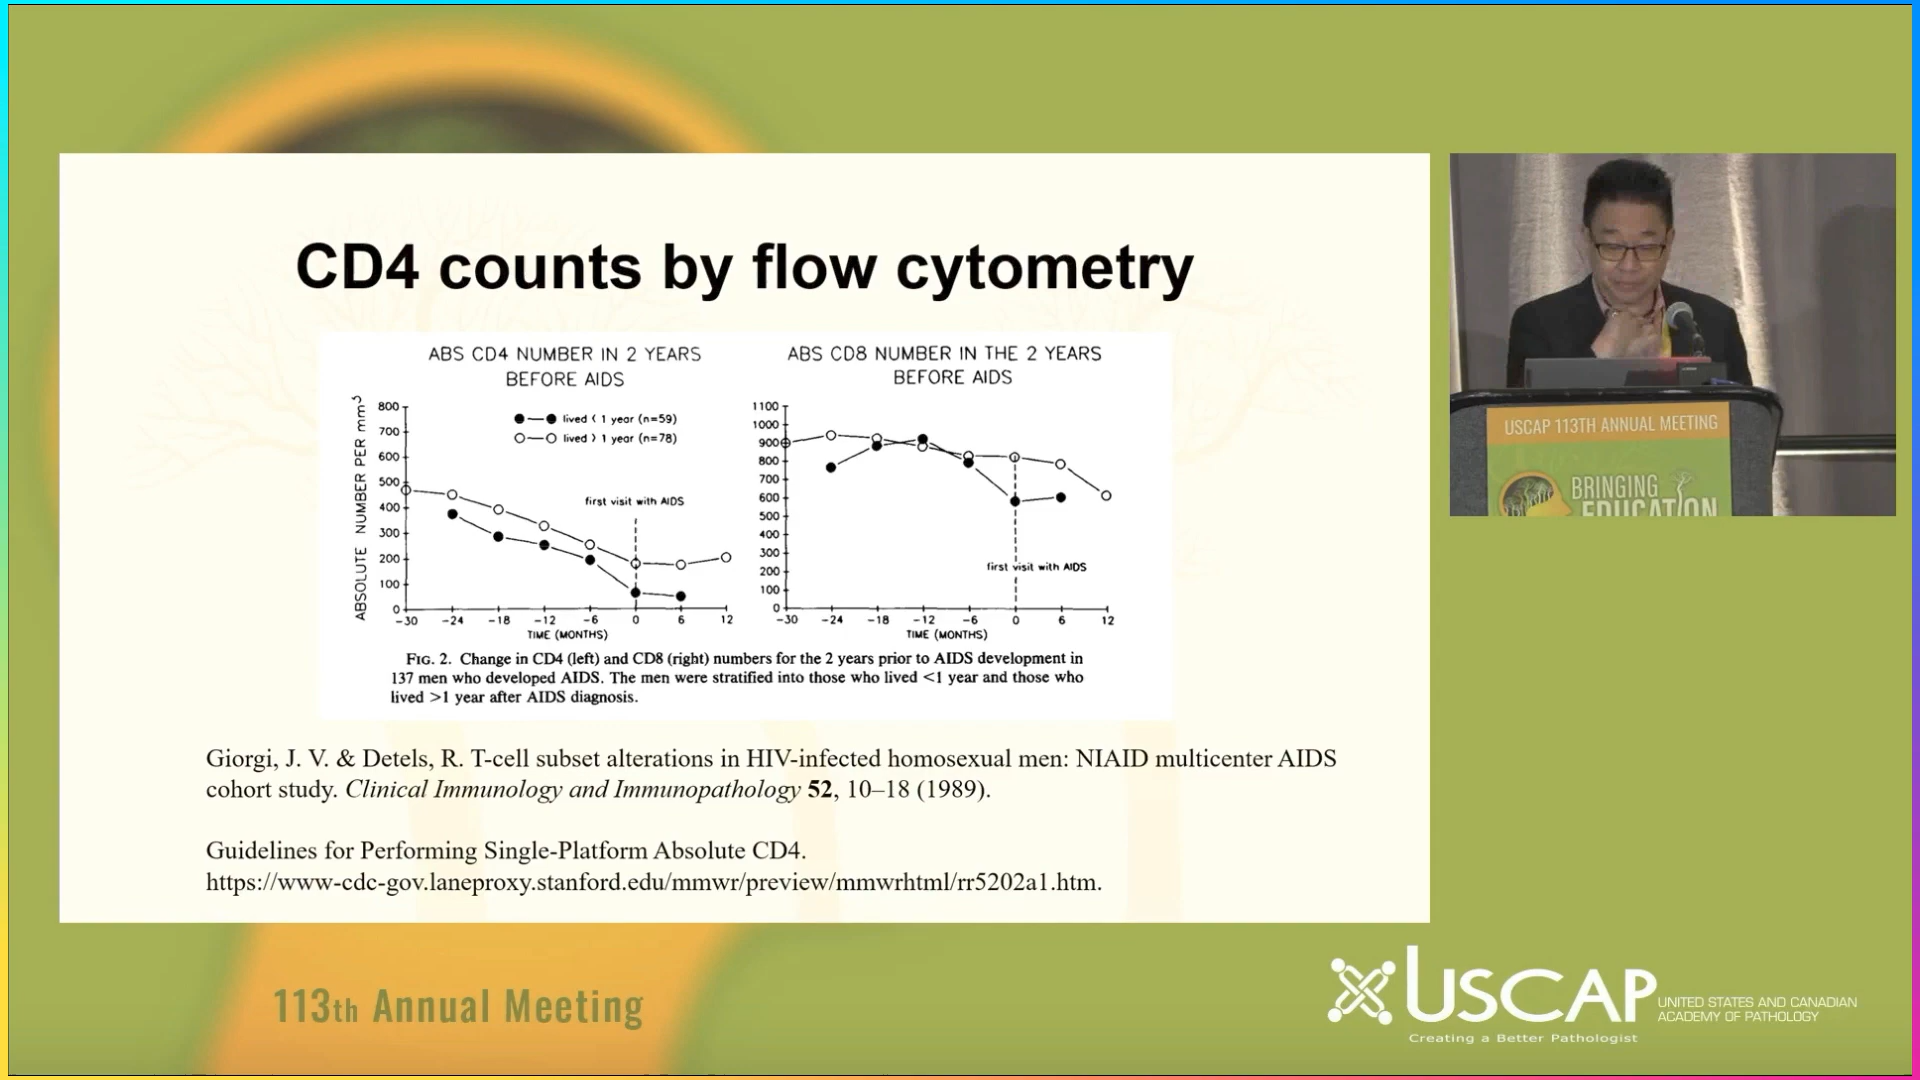 CD4 counts by flow cytometry
ABS CD4 NUMBER IN 2 YEARS
BEFORE AIDS
ABSOLUTE NUMBER PER mm³
800
700
600
500
400
300
200
100
0
lived < 1 year (n=59)
lived > 1 year (n=78)
first visit with AIDS
-30 -24 -18 -12 -6 0 6 12
TIME (MONTHS)
ABS CD8 NUMBER IN THE 2 YEARS
BEFORE AIDS
1100
1000
900
800
700
600
500
400
300
200
100
0
first visit with AIDS
-30 -24 -18 -12 -6 0 6 12
TIME (MONTHS)
FIG. 2. Change in CD4 (left) and CD8 (right) numbers for the 2 years prior to AIDS development in
137 men who developed AIDS. The men were stratified into those who lived <1 year and those who
lived >1 year after AIDS diagnosis.
Giorgi, J. V. & Detels, R. T-cell subset alterations in HIV-infected homosexual men: NIAID multicenter AIDS
cohort study. Clinical Immunology and Immunopathology 52, 10–18 (1989).
Guidelines for Performing Single-Platform Absolute CD4.
https://www-cdc-gov.laneproxy.stanford.edu/mmwr/preview/mmwrhtml/rr5202a1.htm.
USCAP 113TH ANNUAL MEETING
BRINGING
EDUCATION
113th Annual Meeting
USCAP
UNITED STATES AND CANADIAN
ACADEMY OF PATHOLOGY
Creating a Better Pathologist